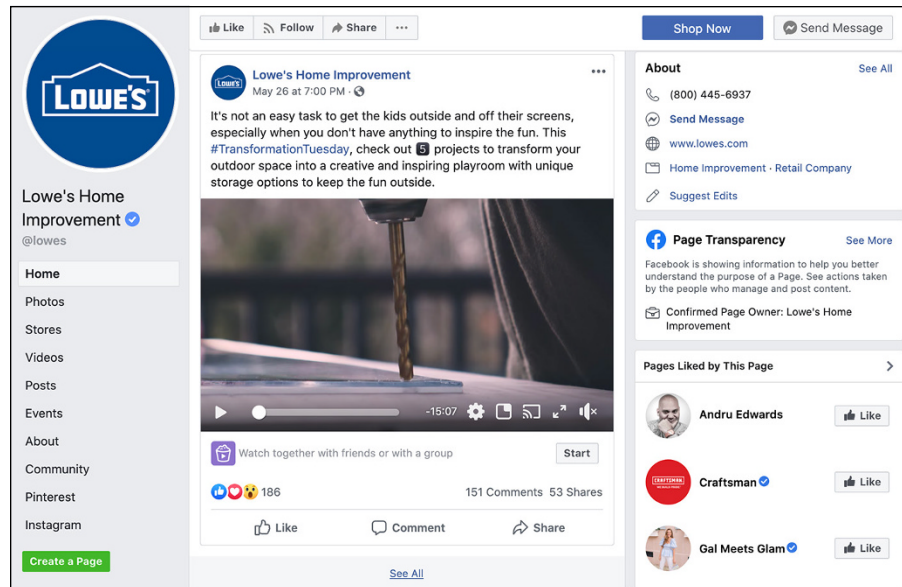 LOWE'S
Lowe's Home
Improvement
@lowes
Home
Photos
Stores
Videos
Posts
Events
About
Community
Pinterest
Instagram
Create a Page
Like
Follow
Share
...
Shop Now
Send Message
LOWE'S
Lowe's Home Improvement
May 26 at 7:00 PM ·
...
It's not an easy task to get the kids outside and off their screens,
especially when you don't have anything to inspire the fun. This
#TransformationTuesday, check out 5 projects to transform your
outdoor space into a creative and inspiring playroom with unique
storage options to keep the fun outside.
-15:07
Watch together with friends or with a group
Start
186
151 Comments 53 Shares
Like
Comment
Share
See All
About
See All
(800) 445-6937
Send Message
www.lowes.com
Home Improvement · Retail Company
Suggest Edits
Page Transparency
See More
Facebook is showing information to help you better
understand the purpose of a Page. See actions taken
by the people who manage and post content.
Confirmed Page Owner: Lowe's Home
Improvement
Pages Liked by This Page
Andru Edwards
Like
CRAFTSMAN
Craftsman
Like
Gal Meets Glam
Like